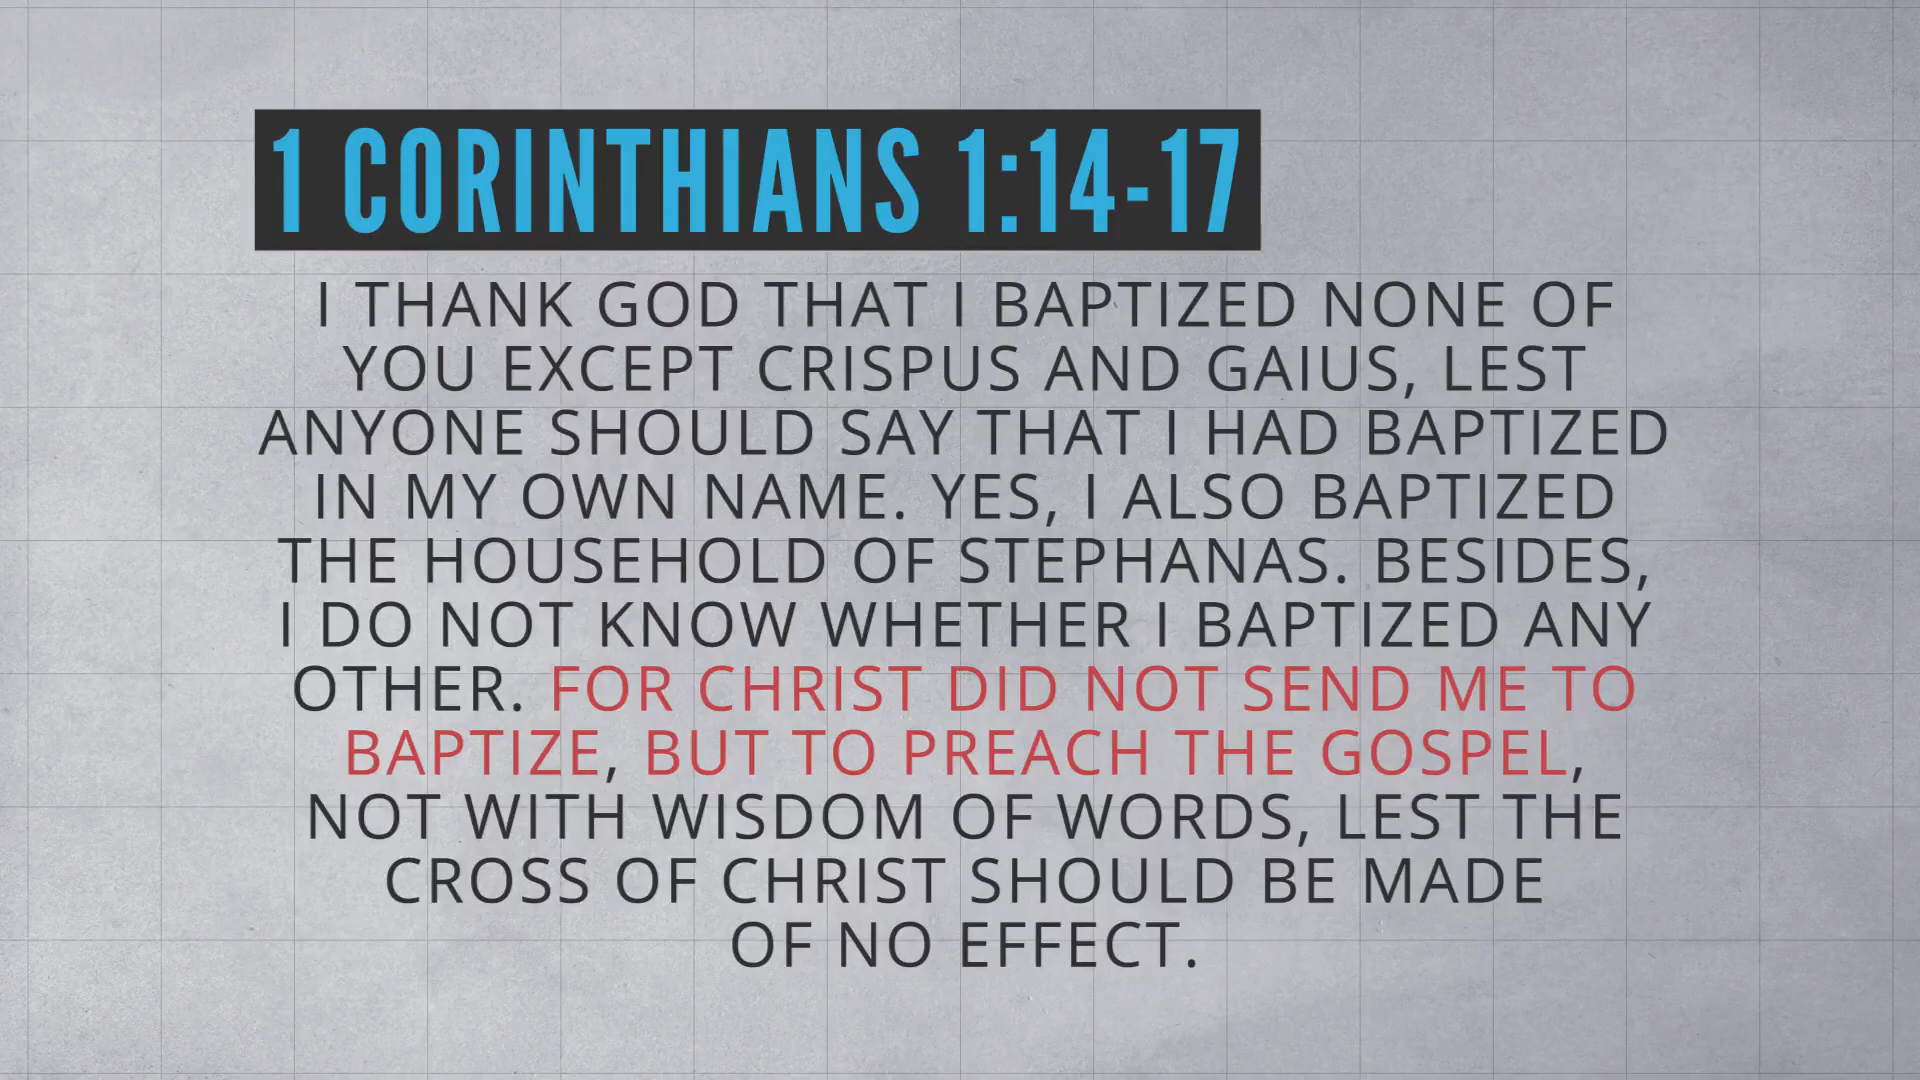 1 CORINTHIANS 1:14-17
I THANK GOD THAT I BAPTIZED NONE OF
YOU EXCEPT CRISPUS AND GAIUS, LEST
ANYONE SHOULD SAY THAT I HAD BAPTIZED
IN MY OWN NAME. YES, I ALSO BAPTIZED
THE HOUSEHOLD OF STEPHANAS. BESIDES,
I DO NOT KNOW WHETHER I BAPTIZED ANY
OTHER. FOR CHRIST DID NOT SEND ME TO
BAPTIZE, BUT TO PREACH THE GOSPEL,
NOT WITH WISDOM OF WORDS, LEST THE
CROSS OF CHRIST SHOULD BE MADE
OF NO EFFECT.